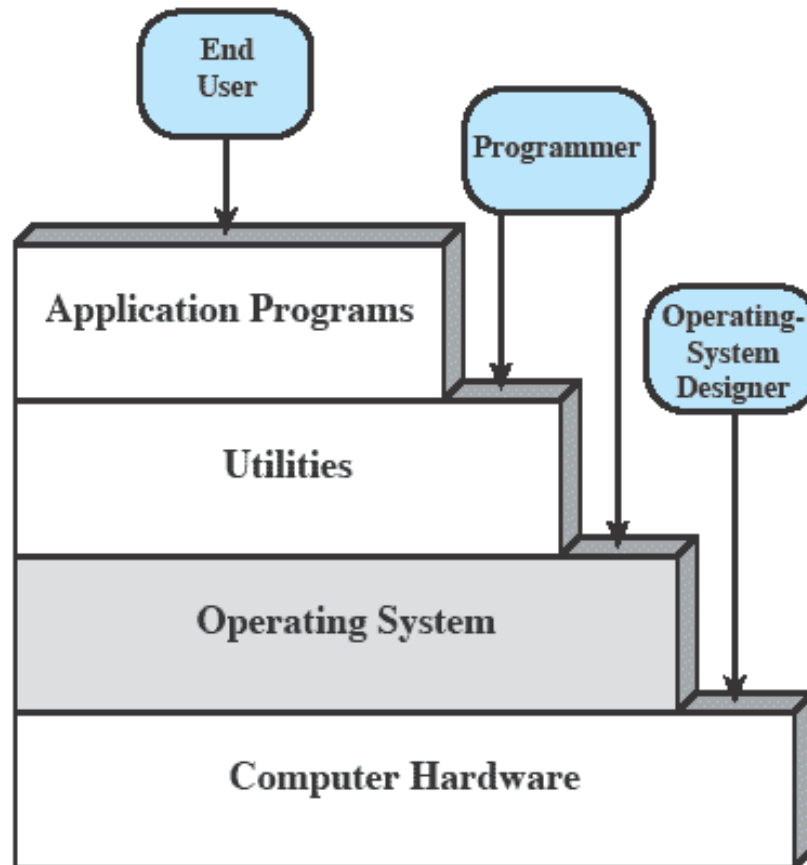 End
User
Programmer
Operating-
System
Designer
Application Programs
Utilities
Operating System
Computer Hardware